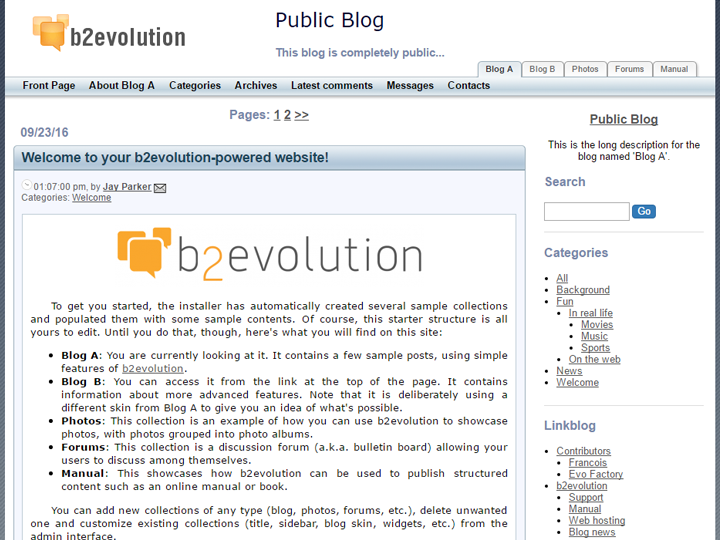 b2evolution
Public Blog
This blog is completely public...
Blog A Blog B Photos Forums Manual
Front Page About Blog A Categories Archives Latest comments Messages Contacts
Pages: 1 2 >>
09/23/16
Welcome to your b2evolution-powered website!
01:07:00 pm, by Jay Parker
Categories: Welcome
b2evolution
To get you started, the installer has automatically created several sample collections
and populated them with some sample contents. Of course, this starter structure is all
yours to edit. Until you do that, though, here's what you will find on this site:
• Blog A: You are currently looking at it. It contains a few sample posts, using simple
features of b2evolution.
• Blog B: You can access it from the link at the top of the page. It contains
information about more advanced features. Note that it is deliberately using a
different skin from Blog A to give you an idea of what's possible.
• Photos: This collection is an example of how you can use b2evolution to showcase
photos, with photos grouped into photo albums.
• Forums: This collection is a discussion forum (a.k.a. bulletin board) allowing your
users to discuss among themselves.
• Manual: This showcases how b2evolution can be used to publish structured
content such as an online manual or book.
You can add new collections of any type (blog, photos, forums, etc.), delete unwanted
one and customize existing collections (title, sidebar, blog skin, widgets, etc.) from the
admin interface.
Public Blog
This is the long description for the
blog named 'Blog A'.
Search
Go
Categories
• All
• Background
• Fun
• In real life
• Movies
• Music
• Sports
• On the web
• News
• Welcome
Linkblog
• Contributors
• Francois
• Evo Factory
• b2evolution
• Support
• Manual
• Web hosting
• Blog news